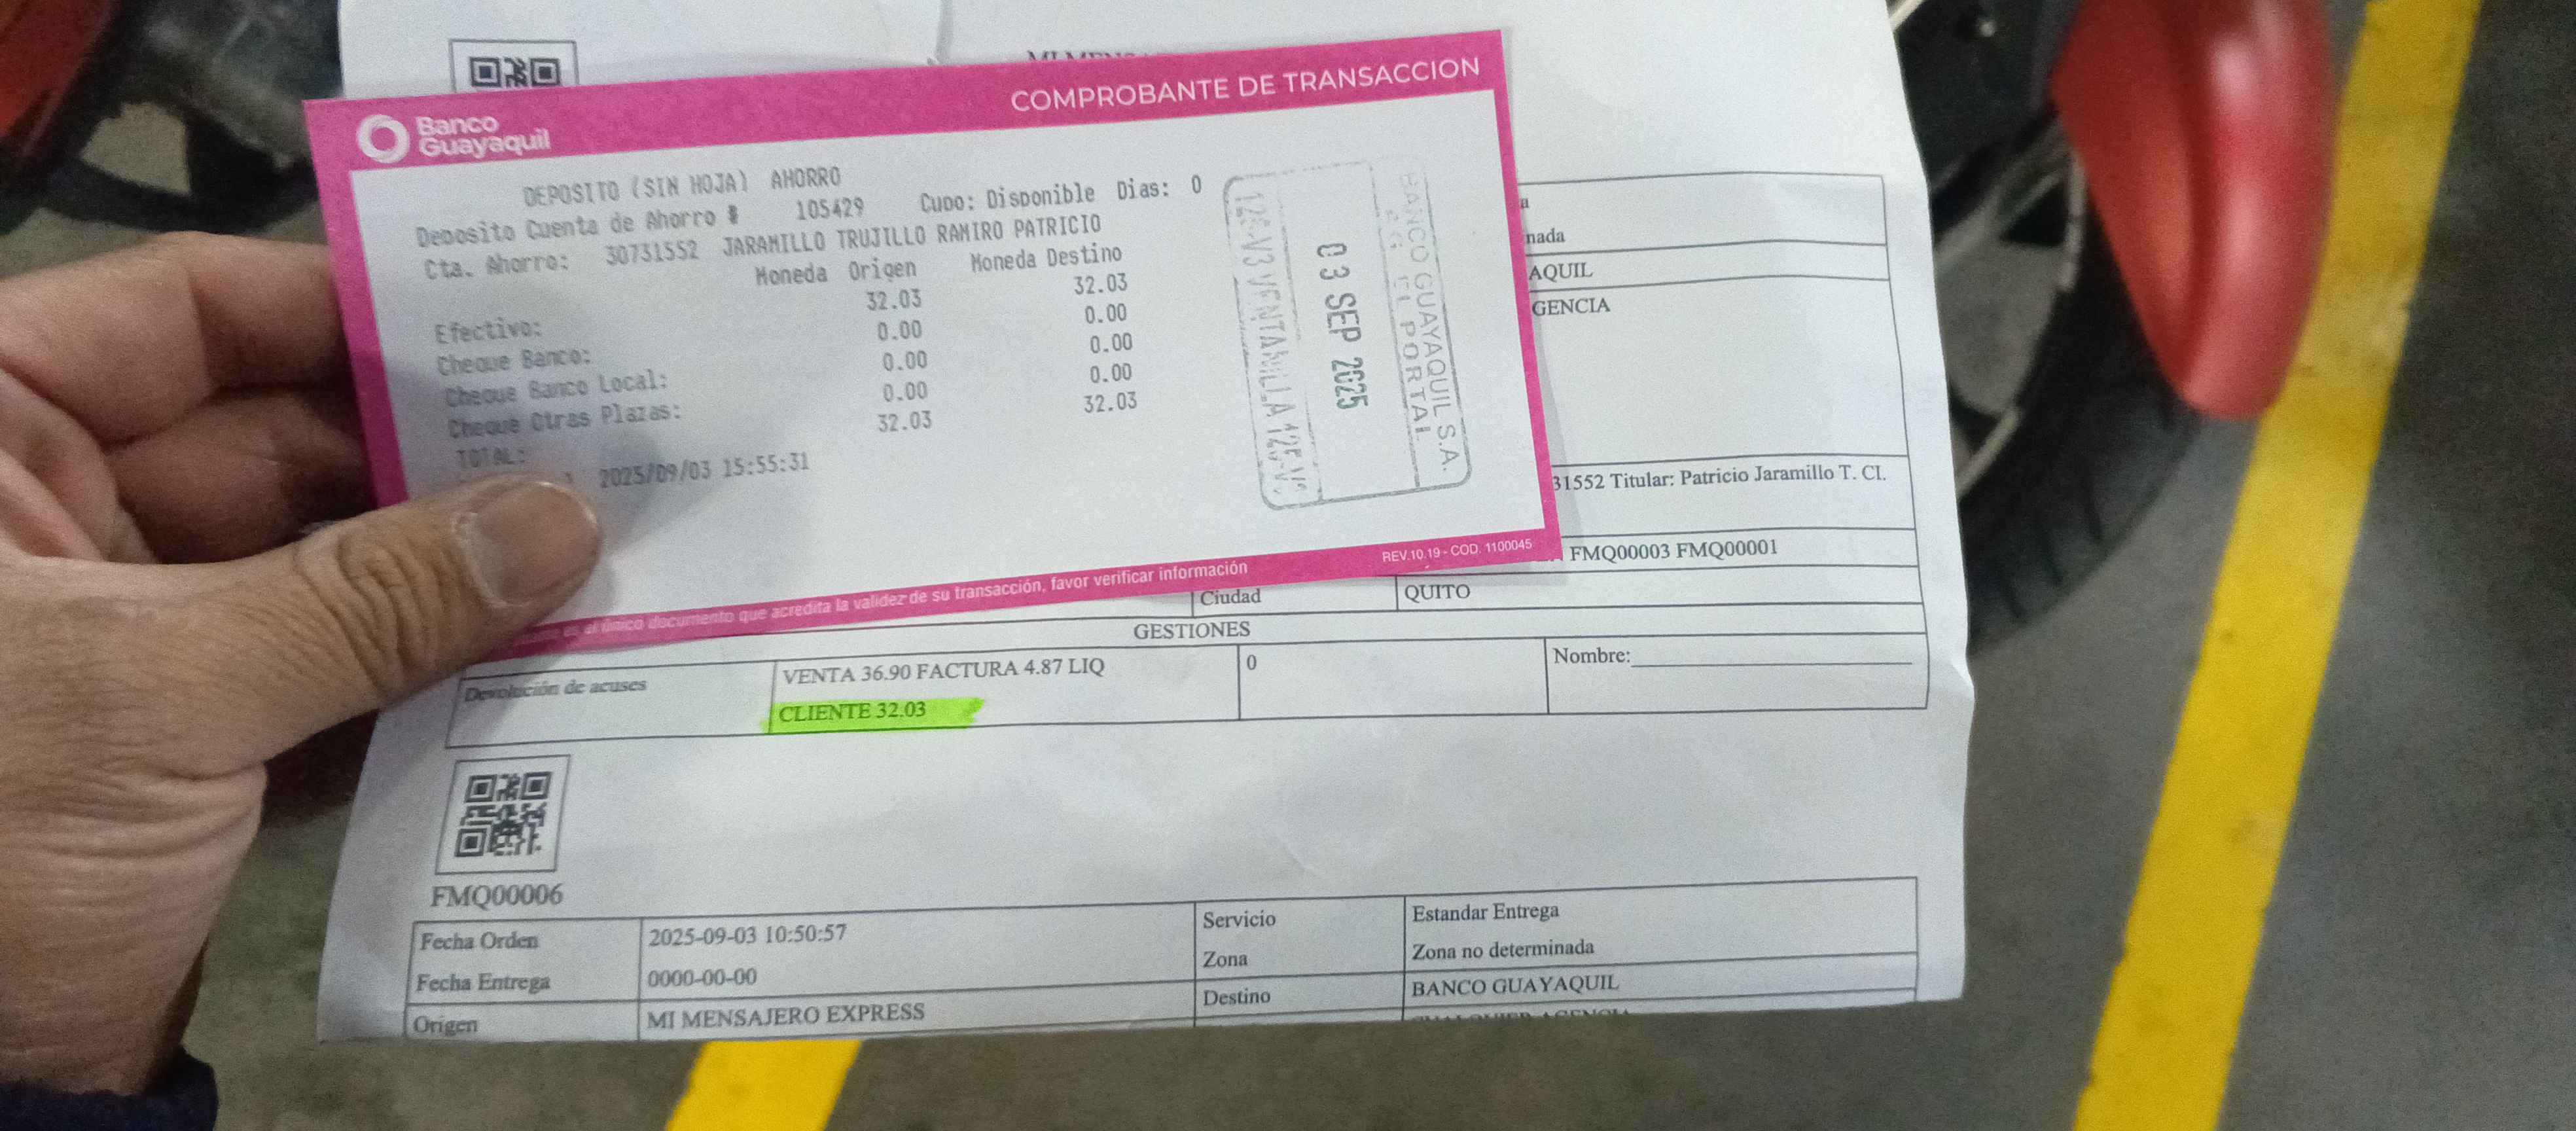 COMPROBANTE DE TRANSACCION
Banco
Guayaquil
DEPOSITO (SIN HOJA) AHORRO
Deposito Cuenta de Ahorro # 105429 Cupo: Disponible Dias: 0
Cta. Ahorro: 30731552 JARAMILLO TRUJILLO RAMIRO PATRICIO
Moneda Origen Moneda Destino
Efectivo: 32.03 32.03
Cheque Banco: 0.00 0.00
Cheque Banco Local: 0.00 0.00
Cheque Otras Plazas: 0.00 0.00
TOTAL: 32.03 32.03
2025/09/03 15:55:31
BANCO GUAYAQUIL S.A.
EL PORTAL
03 SEP 2025
VENTANILLA
es el único documento que acredita la validez de su transacción, favor verificar información
REV.10.19 - COD. 1100045
a
nada
AQUIL
GENCIA
31552 Titular: Patricio Jaramillo T. CI.
FMQ00003 FMQ00001
Ciudad QUITO
GESTIONES
Devolución de acuses VENTA 36.90 FACTURA 4.87 LIQ 0 Nombre:
CLIENTE 32.03
FMQ00006
Fecha Orden 2025-09-03 10:50:57 Servicio Estandar Entrega
Fecha Entrega 0000-00-00 Zona Zona no determinada
Origen MI MENSAJERO EXPRESS Destino BANCO GUAYAQUIL